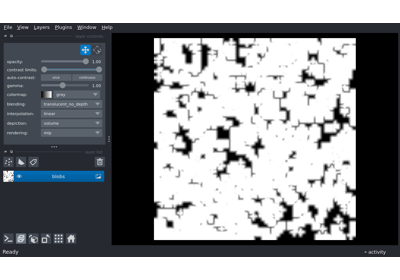 File View Layers Plugins Window Help
opacity: 1.00
contrast limits:
auto-contrast: once continuous
gamma: 1.00
colormap: gray
blending: translucent_no_depth
interpolation: linear
depiction: volume
rendering: mip
blobs
Ready
activity